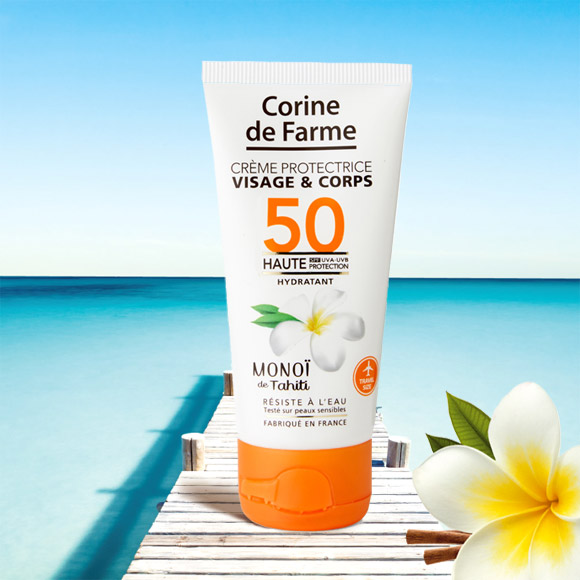 Corine
de Farme
CRÈME PROTECTRICE
VISAGE & CORPS
50
HAUTE SPF UVA-UVB PROTECTION
HYDRATANT
MONOÏ
de Tahiti
TRAVEL
SIZE
RÉSISTE À L'EAU
Testé sur peaux sensibles
FABRIQUÉ EN FRANCE